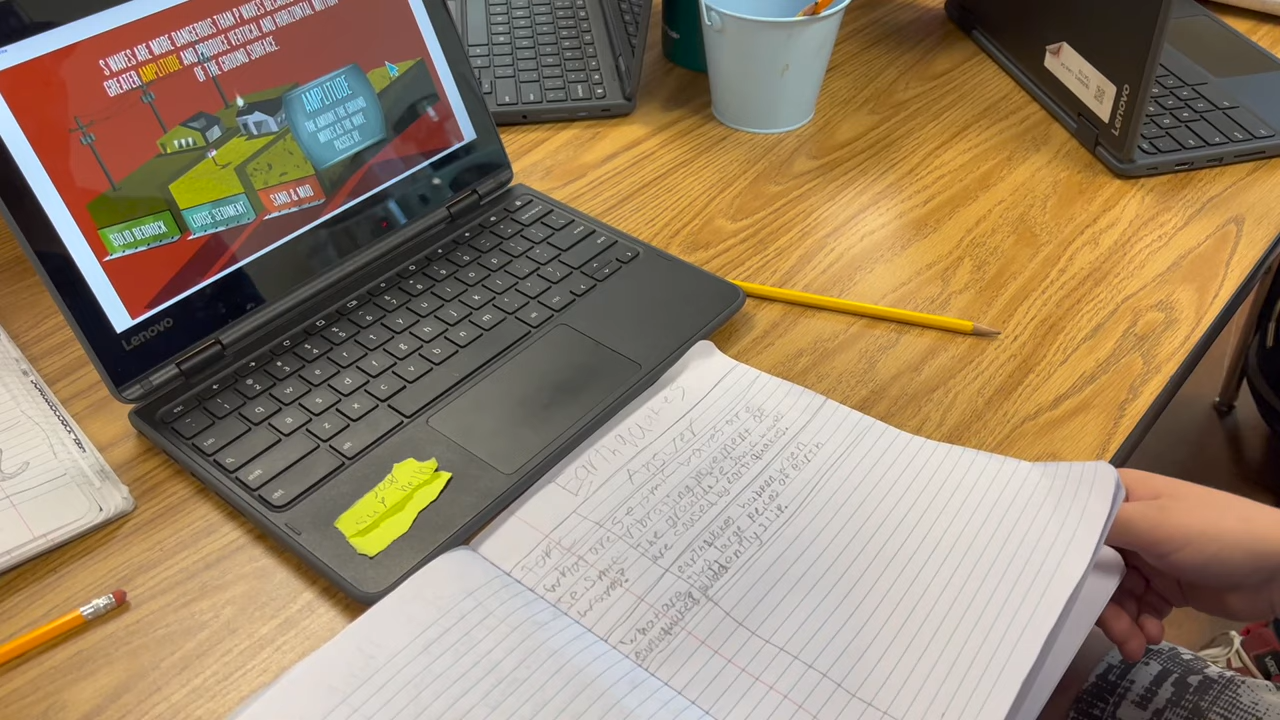 S WAVES ARE MORE DANGEROUS THAN P WAVES BECAUSE
GREATER AMPLITUDE AND PRODUCE VERTICAL AND HORIZONTAL MOTION
OF THE GROUND SURFACE.
AMPLITUDE
THE AMOUNT THE GROUND
MOVES AS THE WAVE
PASSES BY.
SOLID BEDROCK
LOOSE SEDIMENT
SAND & MUD
Lenovo
Lenovo
Earthquakes
Answer
what are
seismic
waves?
Seismic waves are
vibrating movement of
the ground
are caused by earthquakes.
what are
earthquakes
earthquakes happen when
two large
of earth
suddenly slip.
say hello